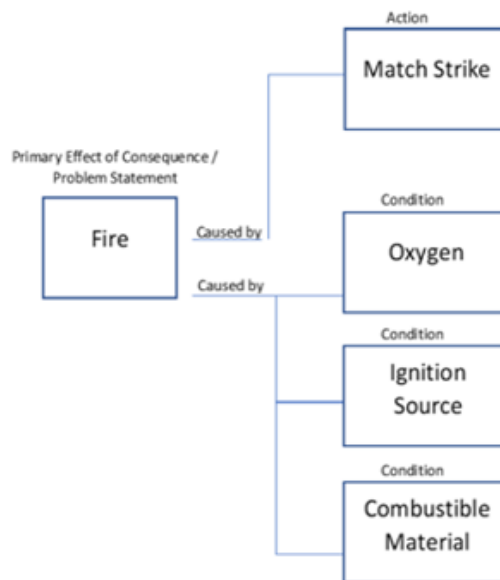 Action
Match Strike
Primary Effect of Consequence /
Problem Statement
Fire
Caused by
Caused by
Condition
Oxygen
Condition
Ignition
Source
Condition
Combustible
Material